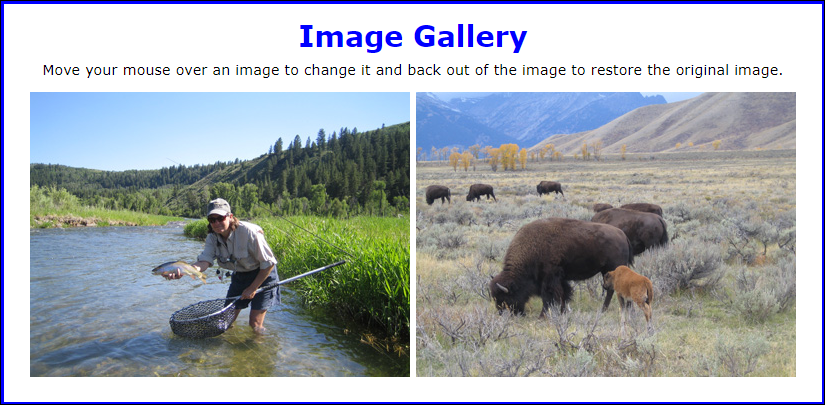 Image Gallery
Move your mouse over an image to change it and back out of the image to restore the original image.